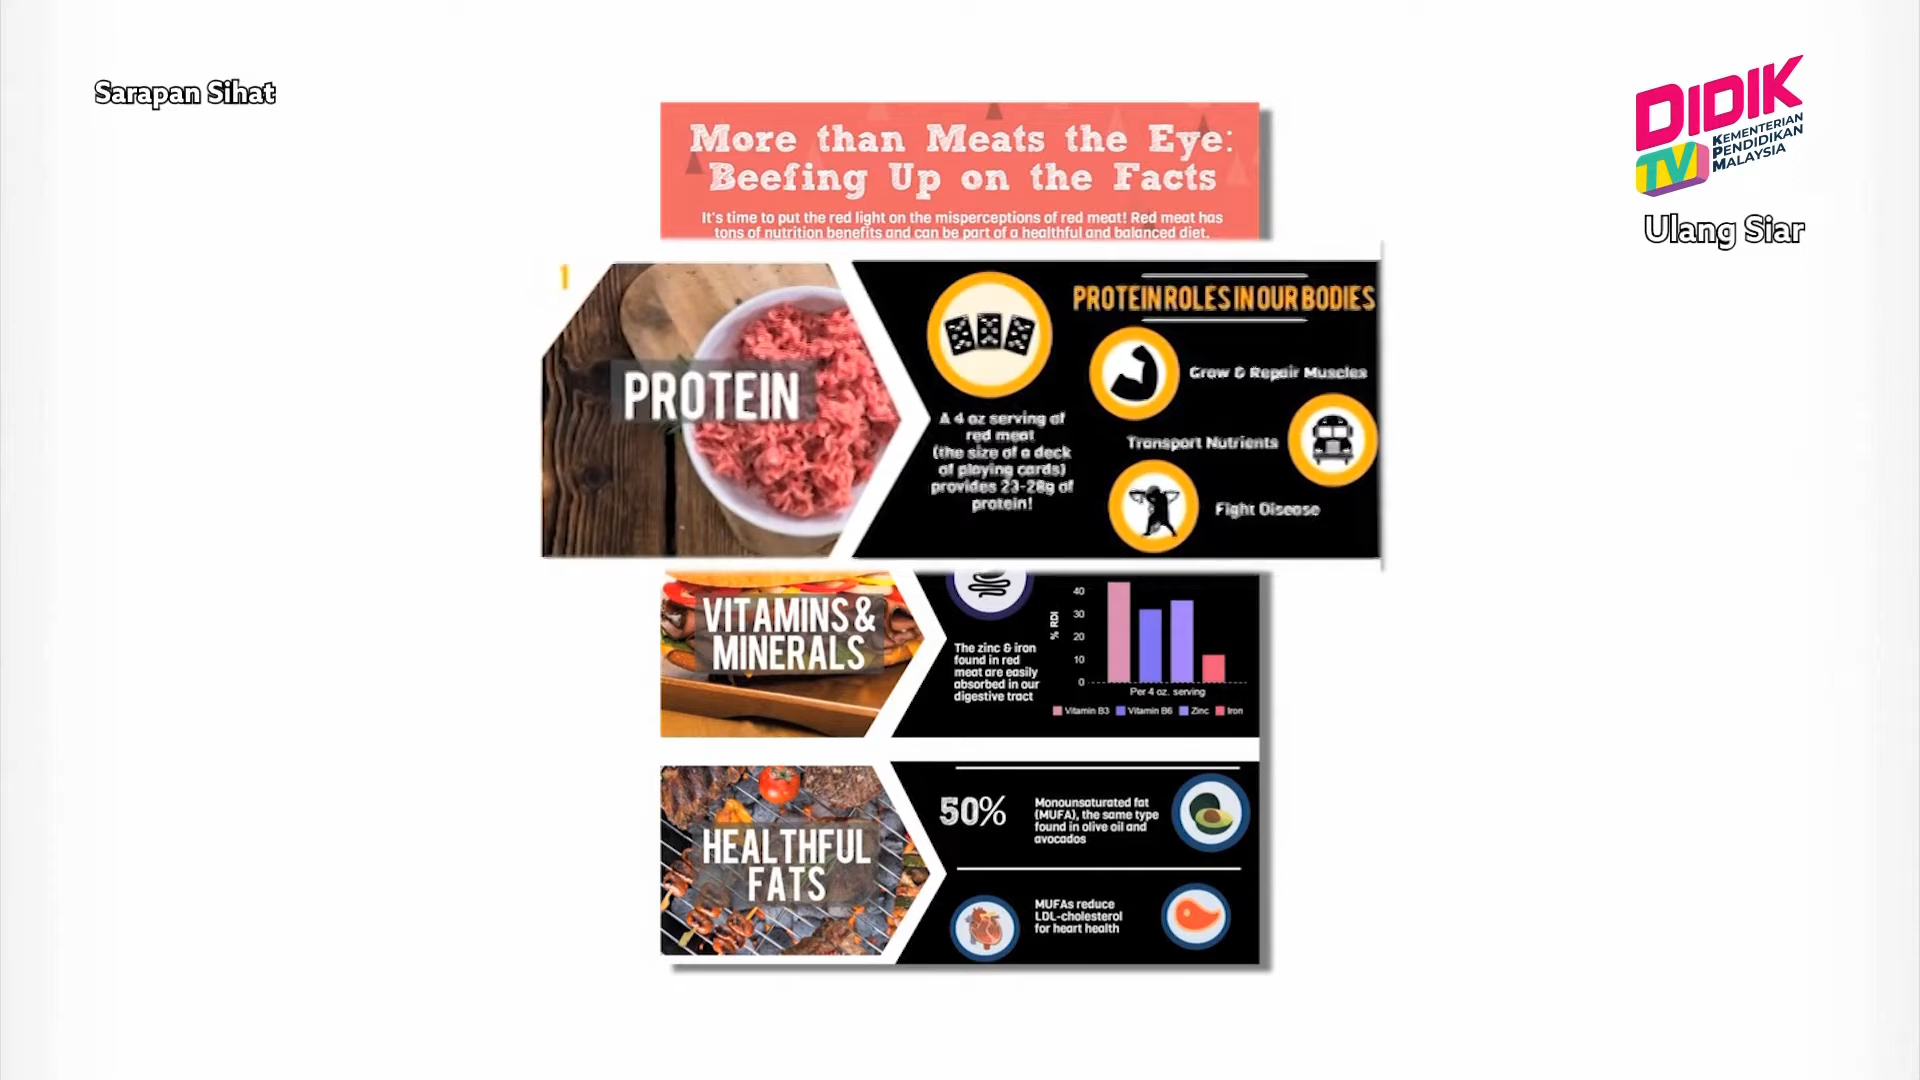 Sarapan Sihat
DIDIK
TV
KEMENTERIAN
PENDIDIKAN
MALAYSIA
Ulang Siar
More than Meats the Eye:
Beefing Up on the Facts
It's time to put the red light on the misperceptions of red meat! Red meat has
tons of nutrition benefits and can be part of a healthful and balanced diet.
1
PROTEIN
A 4 oz serving of
red meat
(the size of a deck
of playing cards)
provides 23-28g of
protein!
PROTEIN ROLES IN OUR BODIES
Grow & Repair Muscles
Transport Nutrients
Fight Disease
VITAMINS &
MINERALS
The zinc & iron
found in red
meat are easily
absorbed in our
digestive tract
% RDI
40
30
20
10
0
Per 4 oz. serving
Vitamin B3 Vitamin B6 Zinc Iron
HEALTHFUL
FATS
50%
Monounsaturated fat
(MUFA), the same type
found in olive oil and
avocados
MUFAs reduce
LDL-cholesterol
for heart health